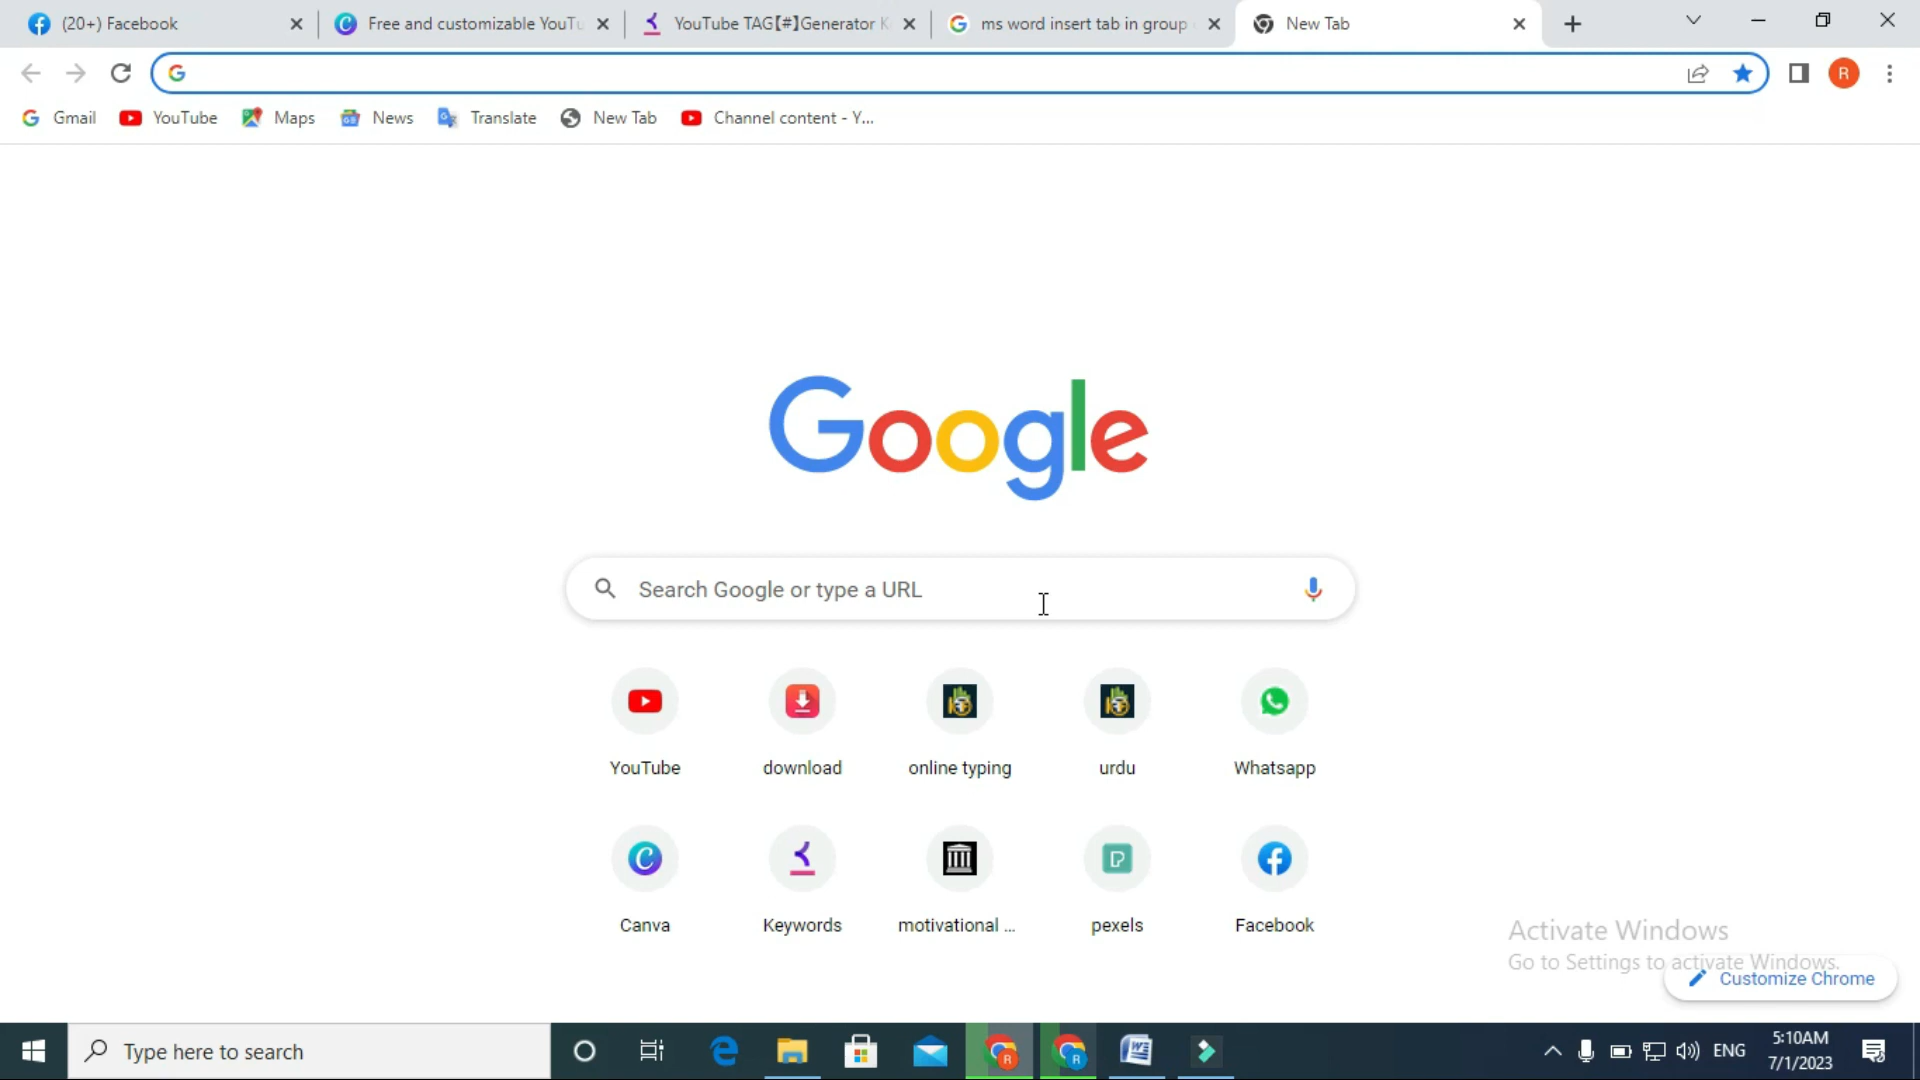 (20+) Facebook
Free and customizable YouTu
YouTube TAG【#】Generator K
ms word insert tab in group
New Tab
R
Gmail
YouTube
Maps
News
Translate
New Tab
Channel content - Y...
Google
Search Google or type a URL
YouTube
download
online typing
urdu
Whatsapp
Canva
Keywords
motivational ...
pexels
Facebook
Activate Windows
Go to Settings to activate Windows.
Customize Chrome
Type here to search
ENG
5:10AM
7/1/2023